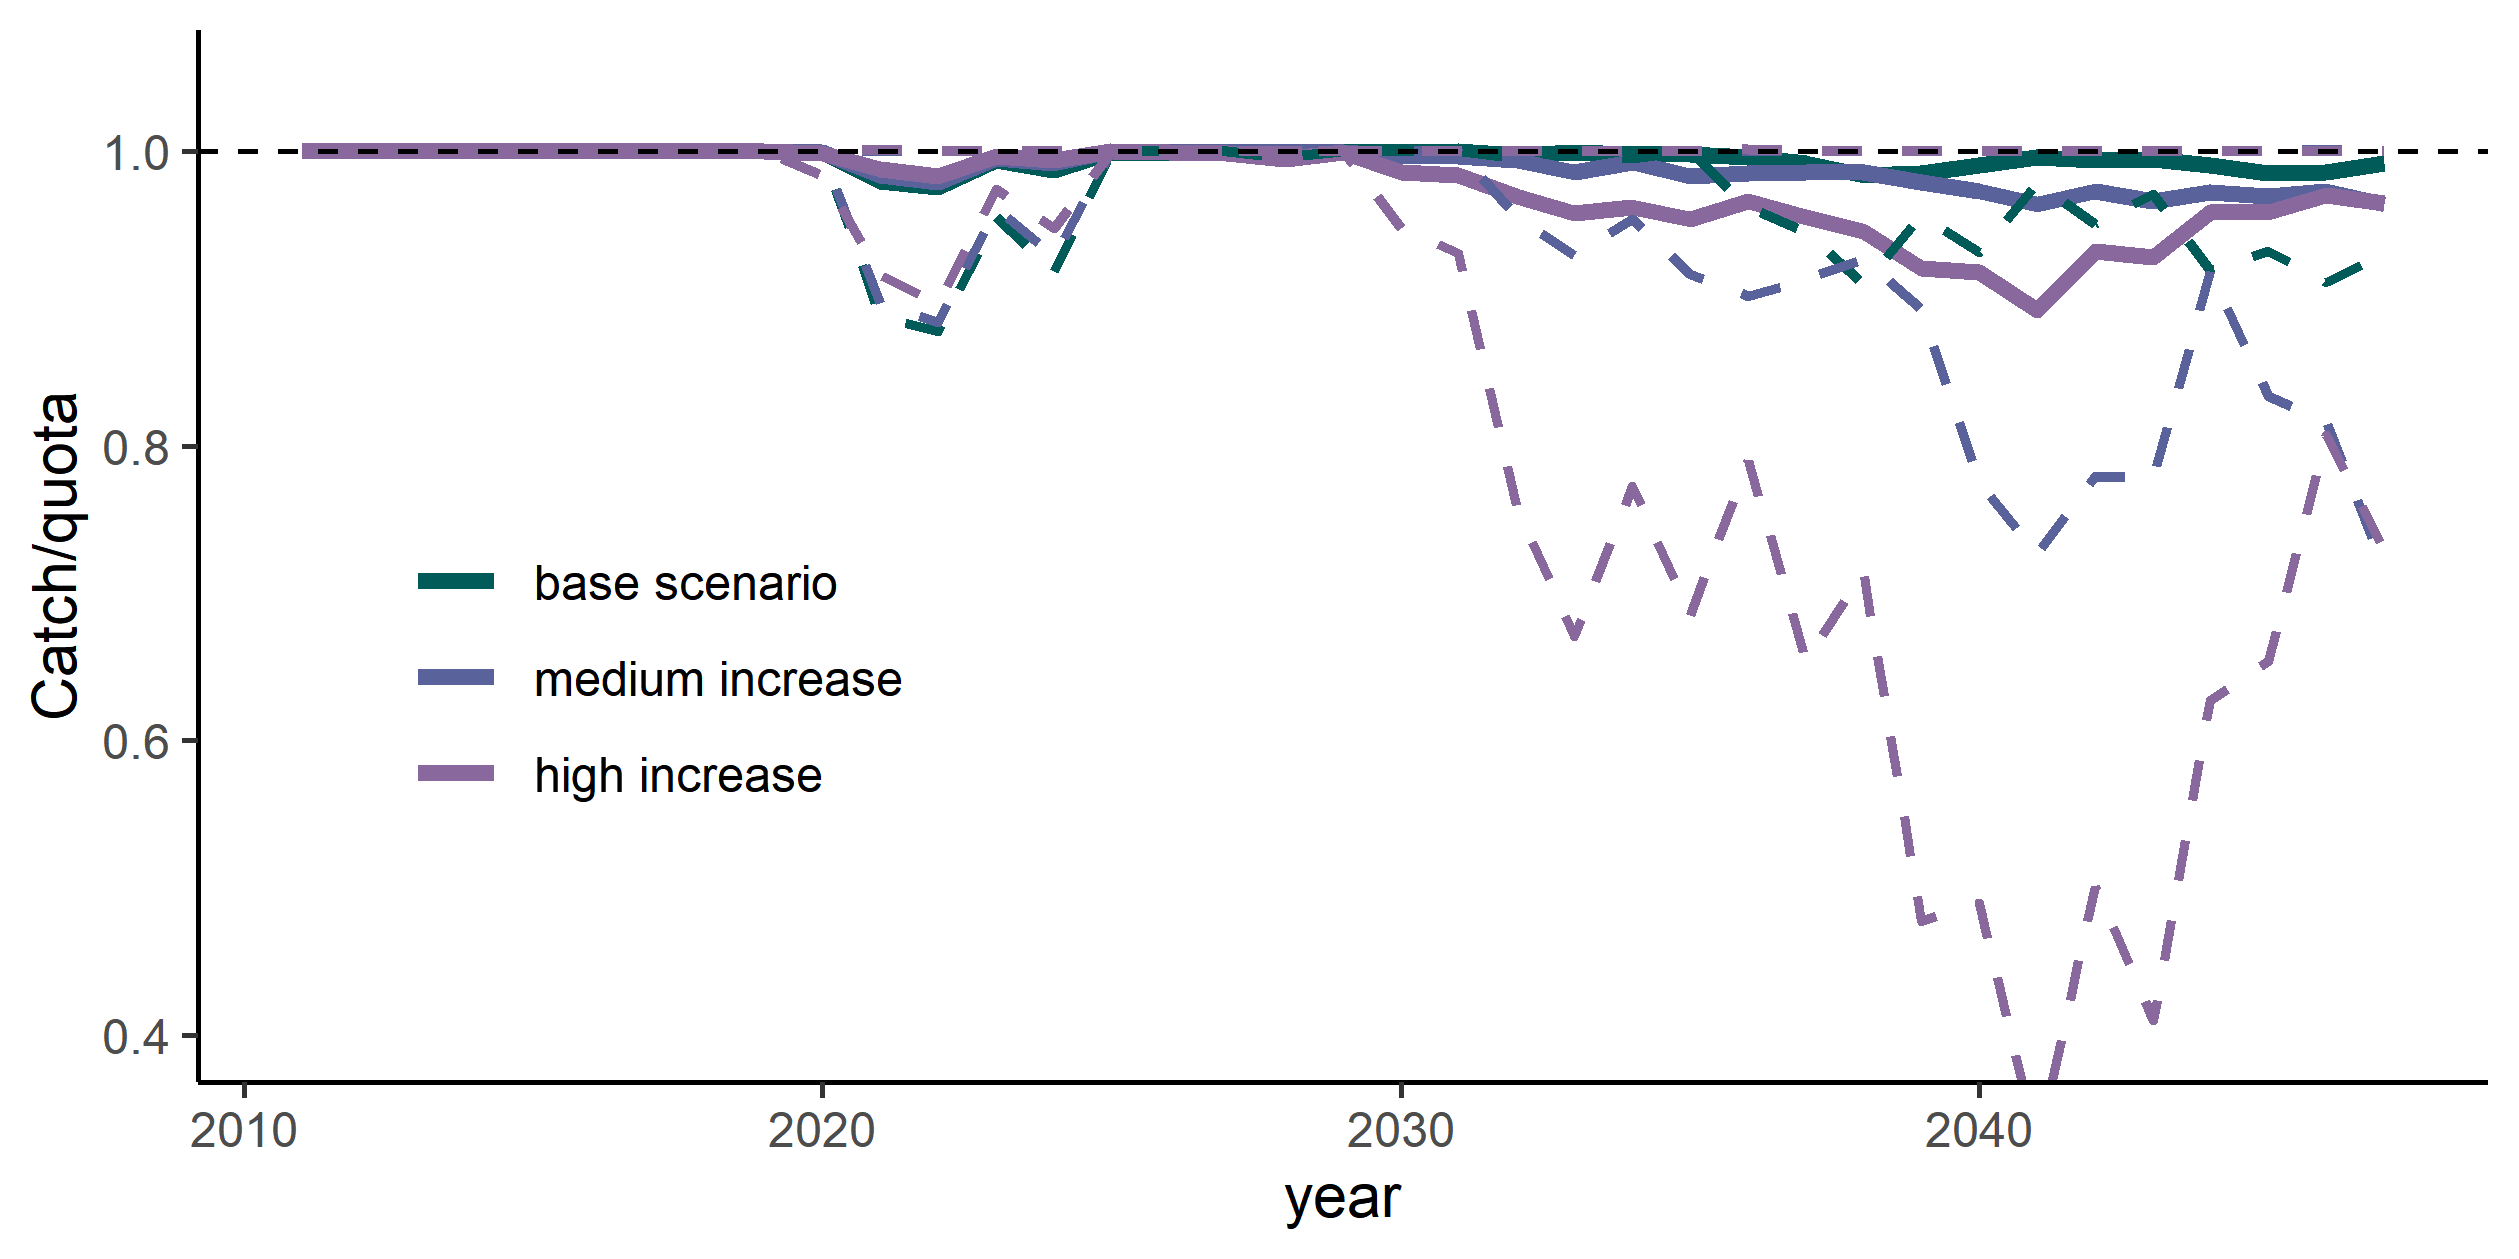 Catch/quota
1.0
0.8
0.6
0.4
base scenario
medium increase
high increase
2010 2020 2030 2040
year